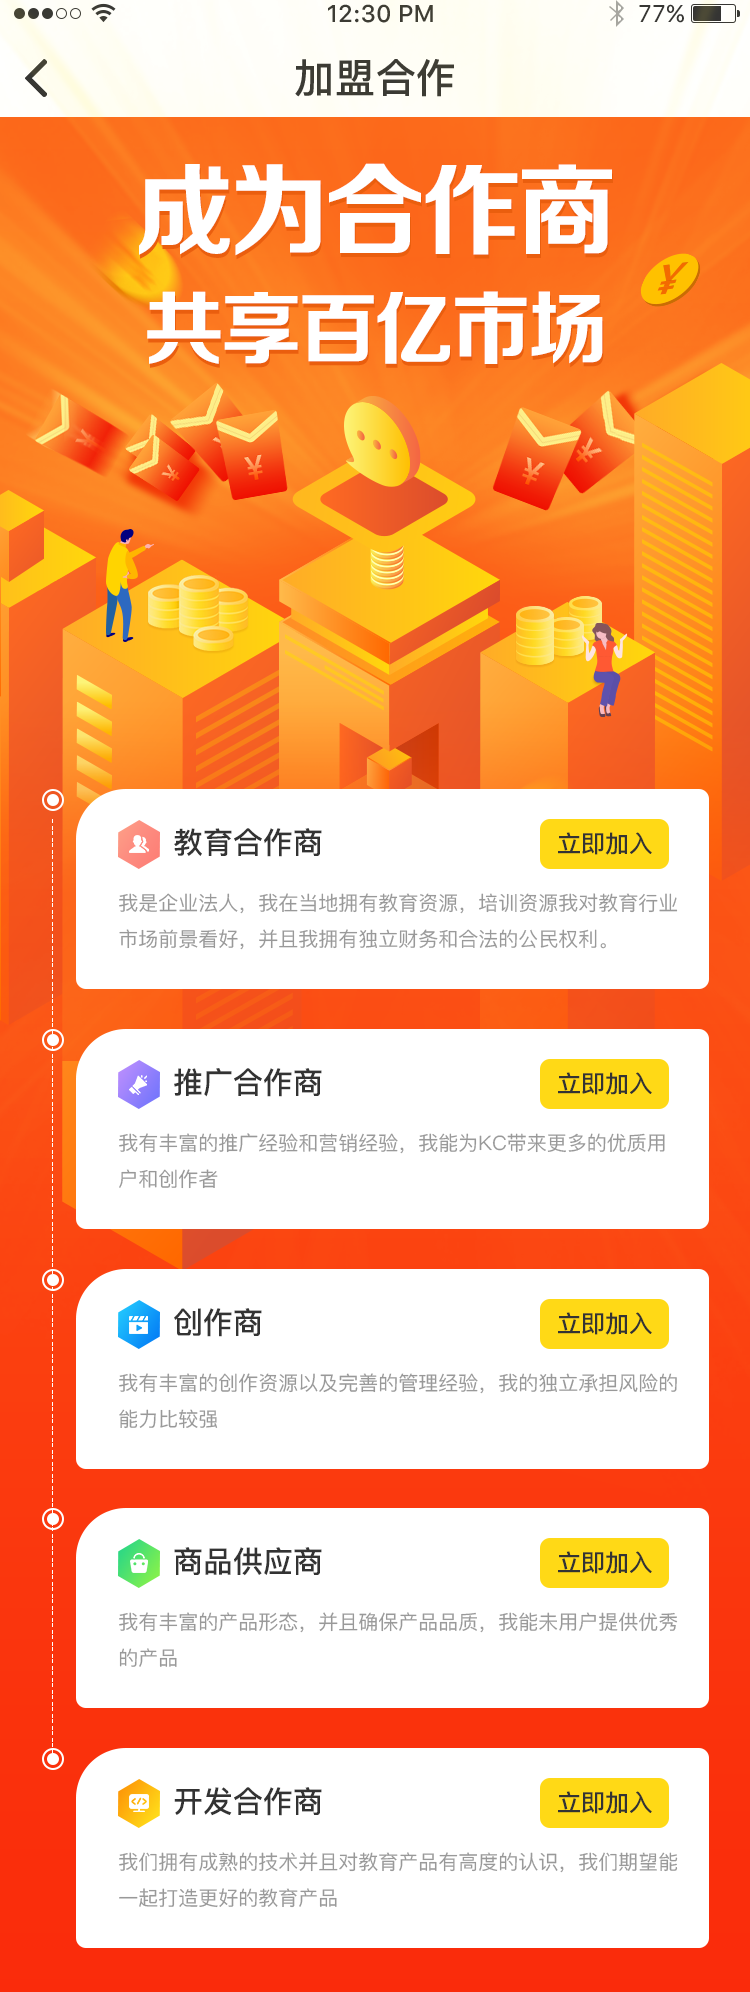 12:30 PM
77%
加盟合作
成为合作商
共享百亿市场
教育合作商
立即加入
我是企业法人，我在当地拥有教育资源，培训资源我对教育行业
市场前景看好，并且我拥有独立财务和合法的公民权利。
推广合作商
立即加入
我有丰富的推广经验和营销经验，我能为KC带来更多的优质用
户和创作者
创作商
立即加入
我有丰富的创作资源以及完善的管理经验，我的独立承担风险的
能力比较强
商品供应商
立即加入
我有丰富的产品形态，并且确保产品品质，我能未用户提供优秀
的产品
开发合作商
立即加入
我们拥有成熟的技术并且对教育产品有高度的认识，我们期望能
一起打造更好的教育产品